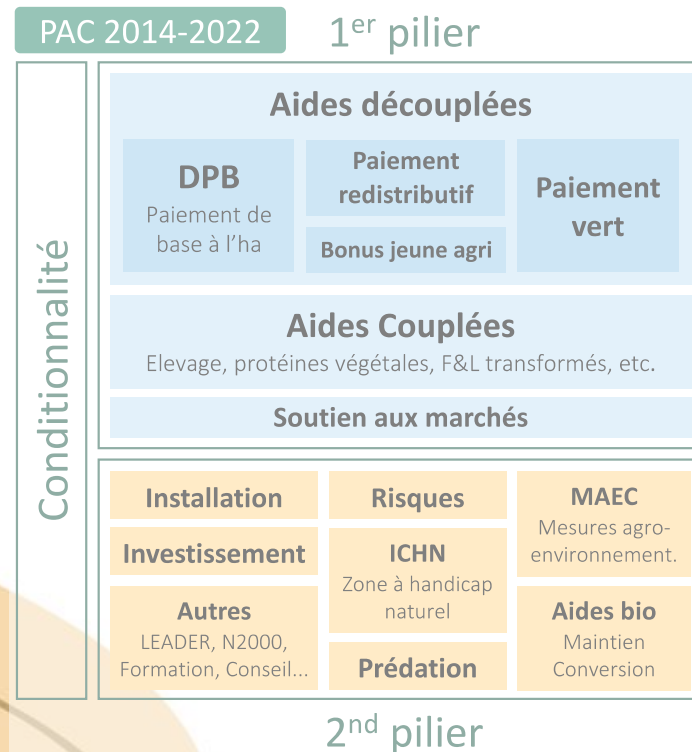 PAC 2014-2022
1er pilier
Conditionnalité
Aides découplées
DPB
Paiement de
base à l’ha
Paiement
redistributif
Bonus jeune agri
Paiement
vert
Aides Couplées
Elevage, protéines végétales, F&L transformés, etc.
Soutien aux marchés
Installation
Investissement
Autres
LEADER, N2000,
Formation, Conseil...
Risques
ICHN
Zone à handicap
naturel
Prédation
MAEC
Mesures agro-
environnement.
Aides bio
Maintien
Conversion
2nd pilier